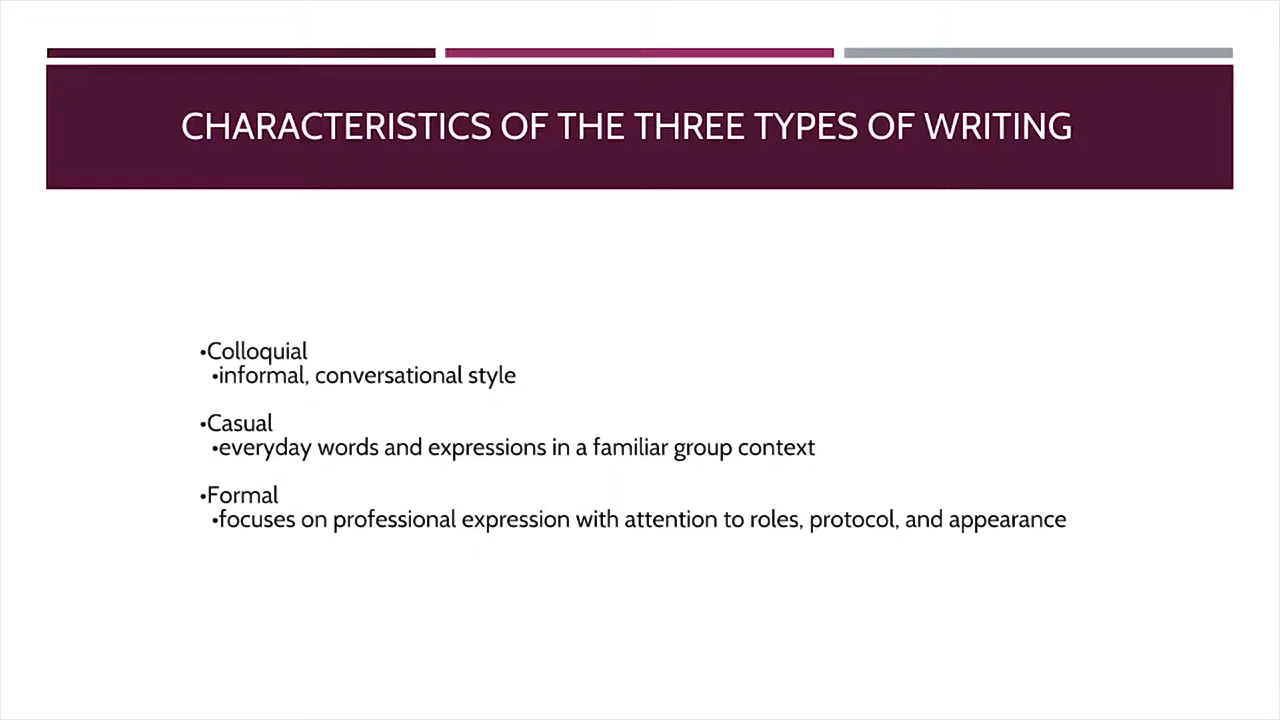 CHARACTERISTICS OF THE THREE TYPES OF WRITING
•Colloquial
•informal, conversational style
•Casual
•everyday words and expressions in a familiar group context
•Formal
•focuses on professional expression with attention to roles, protocol, and appearance